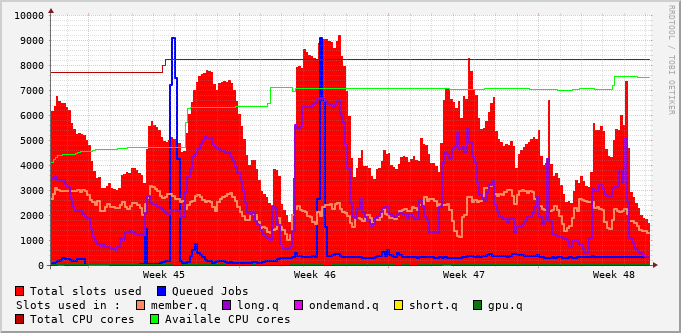 10000
9000
8000
7000
6000
5000
4000
3000
2000
1000
0
Week 45 Week 46 Week 47 Week 48
RRDTOOL / TOBI OETIKER
Total slots used Queued Jobs
Slots used in : member.q long.q ondemand.q short.q gpu.q
Total CPU cores Availale CPU cores